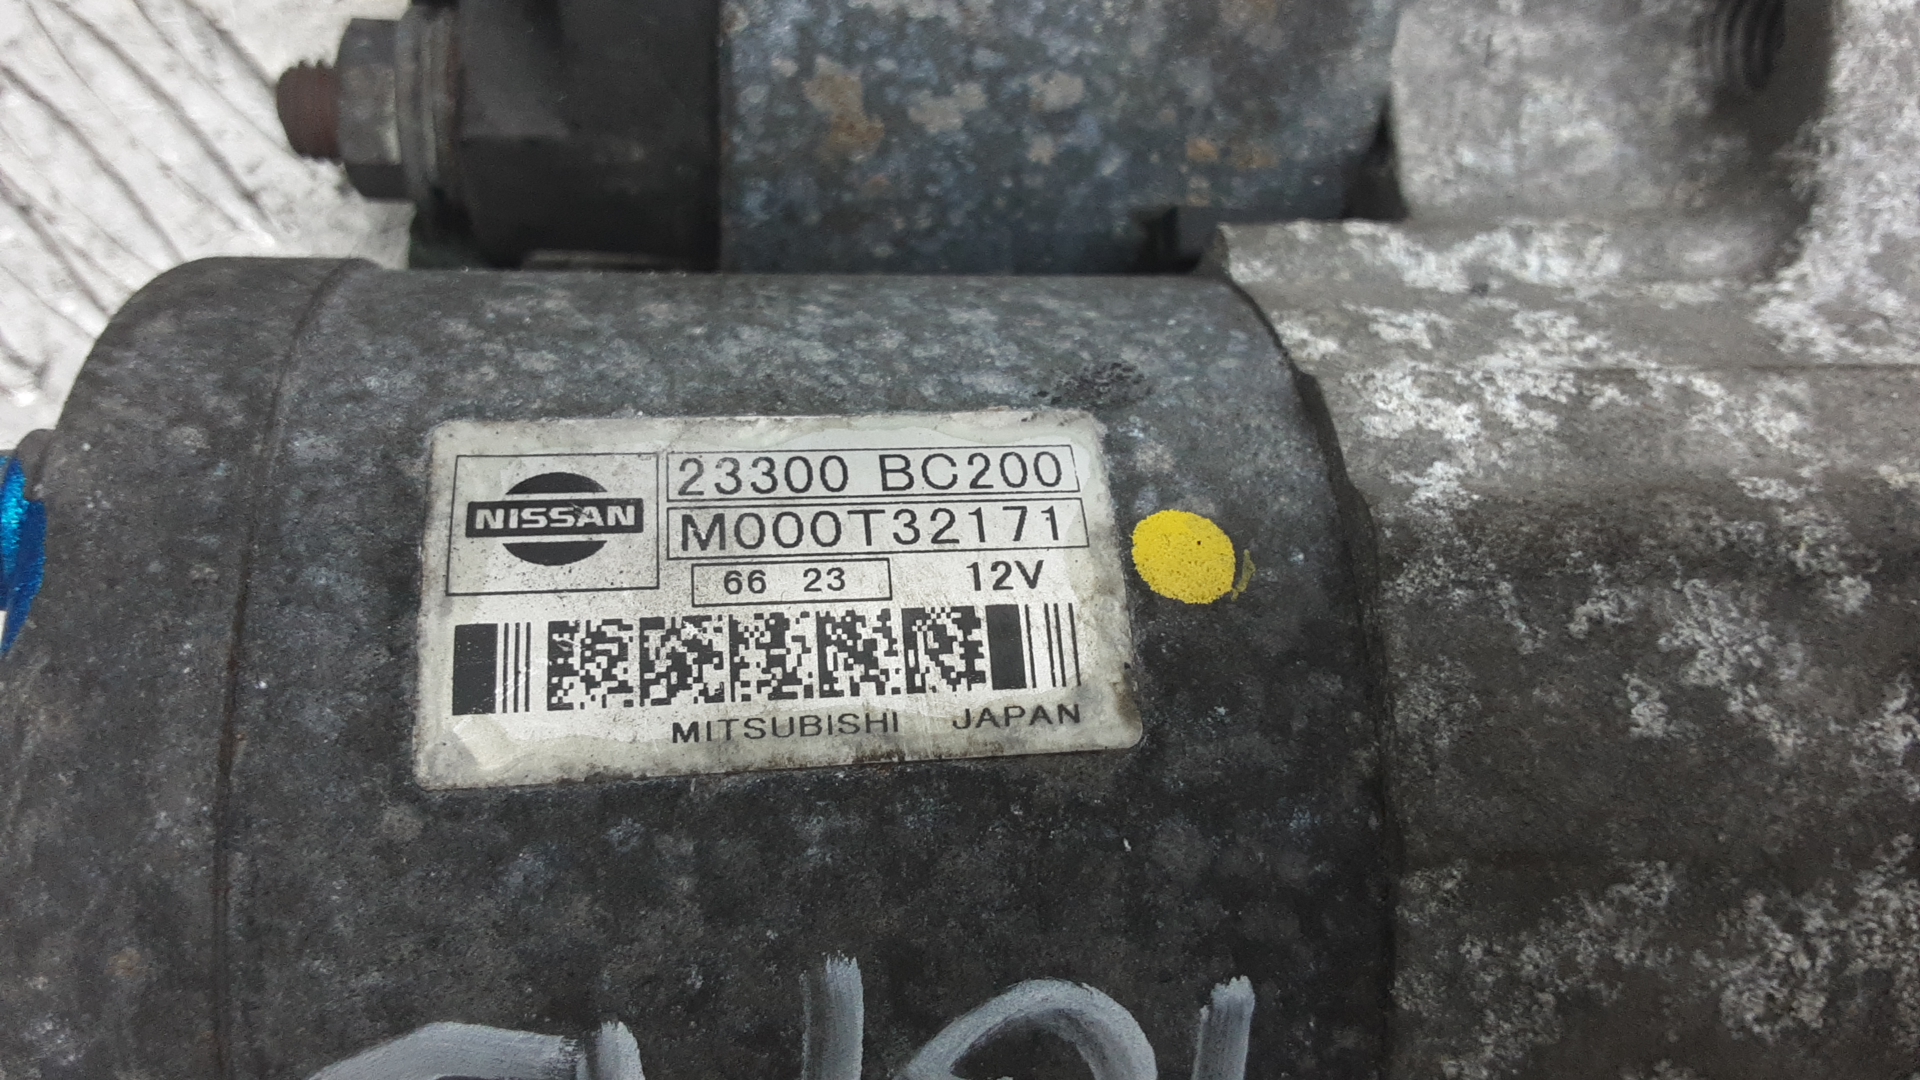 NISSAN
23300 BC200
M000T32171
66 23
12V
MITSUBISHI JAPAN